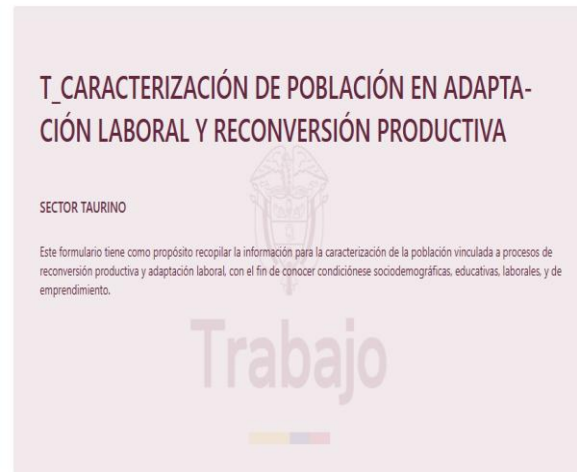 T_CARACTERIZACIÓN DE POBLACIÓN EN ADAPTA-
CIÓN LABORAL Y RECONVERSIÓN PRODUCTIVA
SECTOR TAURINO
Este formulario tiene como propósito recopilar la información para la caracterización de la población vinculada a procesos de
reconversión productiva y adaptación laboral, con el fin de conocer condiciónese sociodemográficas, educativas, laborales, y de
emprendimiento.
Trabajo